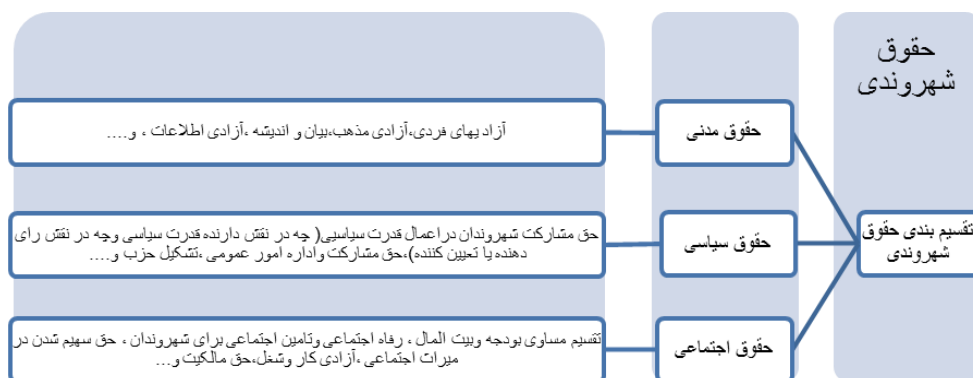 حقوق
شهروندی
تقسیم بندی حقوق
شهروندی
حقوق مدنی
آزاد یهای فردی،آزادی مذهب،بیان و اندیشه ،آزادی اطلاعات ، و....
حقوق سیاسی
حق مشارکت شهروندان دراعمال قدرت سیاسیی( چه در نقش دارنده قدرت سیاسی وچه در نقش رای
دهنده یا تعیین کننده)،حق مشارکت واداره امور عمومی ،تشکیل حزب و....
حقوق اجتماعی
تقسیم مساوی بودجه وبیت المال ، رفاه اجتماعی وتامین اجتماعی برای شهروندان ، حق سهیم شدن در
میراث اجتماعی ،آزادی کار وشغل،حق مالکیت و...